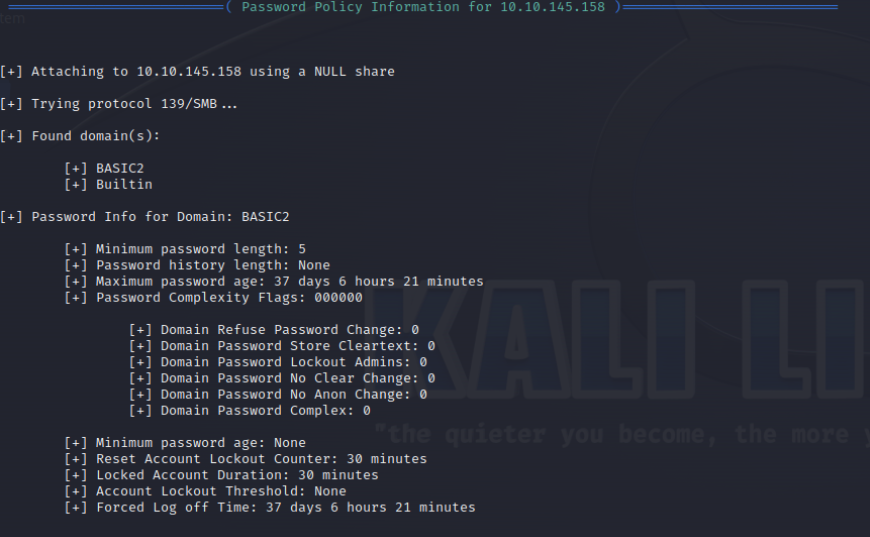 ( Password Policy Information for 10.10.145.158 )
tem
[+] Attaching to 10.10.145.158 using a NULL share
[+] Trying protocol 139/SMB...
[+] Found domain(s):
[+] BASIC2
[+] Builtin
[+] Password Info for Domain: BASIC2
[+] Minimum password length: 5
[+] Password history length: None
[+] Maximum password age: 37 days 6 hours 21 minutes
[+] Password Complexity Flags: 000000
[+] Domain Refuse Password Change: 0
[+] Domain Password Store Cleartext: 0
[+] Domain Password Lockout Admins: 0
[+] Domain Password No Clear Change: 0
[+] Domain Password No Anon Change: 0
[+] Domain Password Complex: 0
KALI LI
"the quieter you become, the more y
[+] Minimum password age: None
[+] Reset Account Lockout Counter: 30 minutes
[+] Locked Account Duration: 30 minutes
[+] Account Lockout Threshold: None
[+] Forced Log off Time: 37 days 6 hours 21 minutes